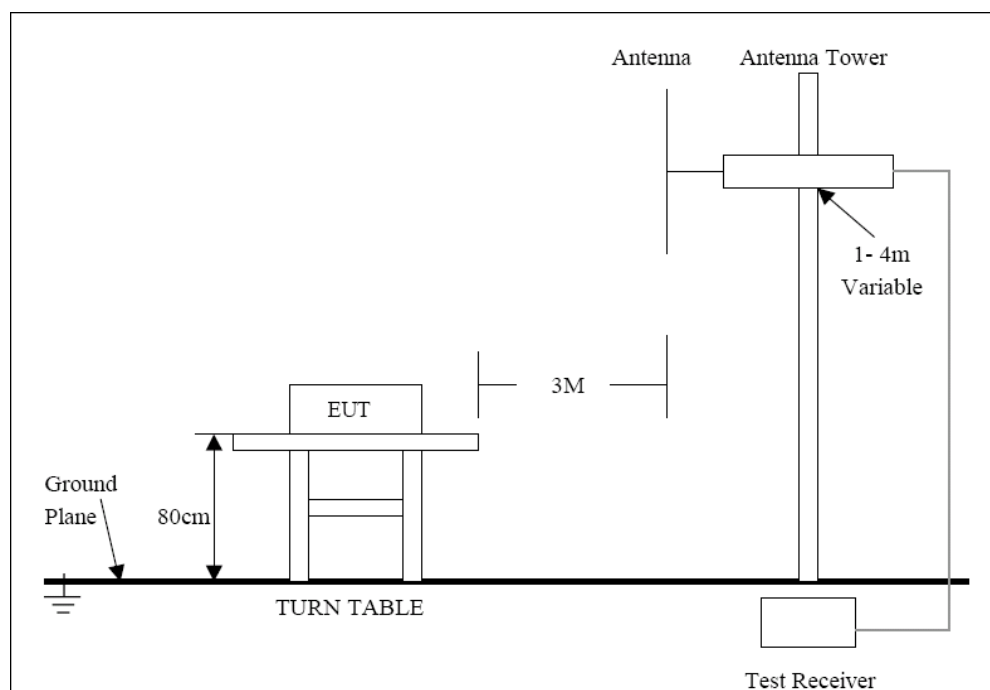 Antenna
Antenna Tower
1- 4m
Variable
3M
EUT
Ground
Plane
80cm
TURN TABLE
Test Receiver